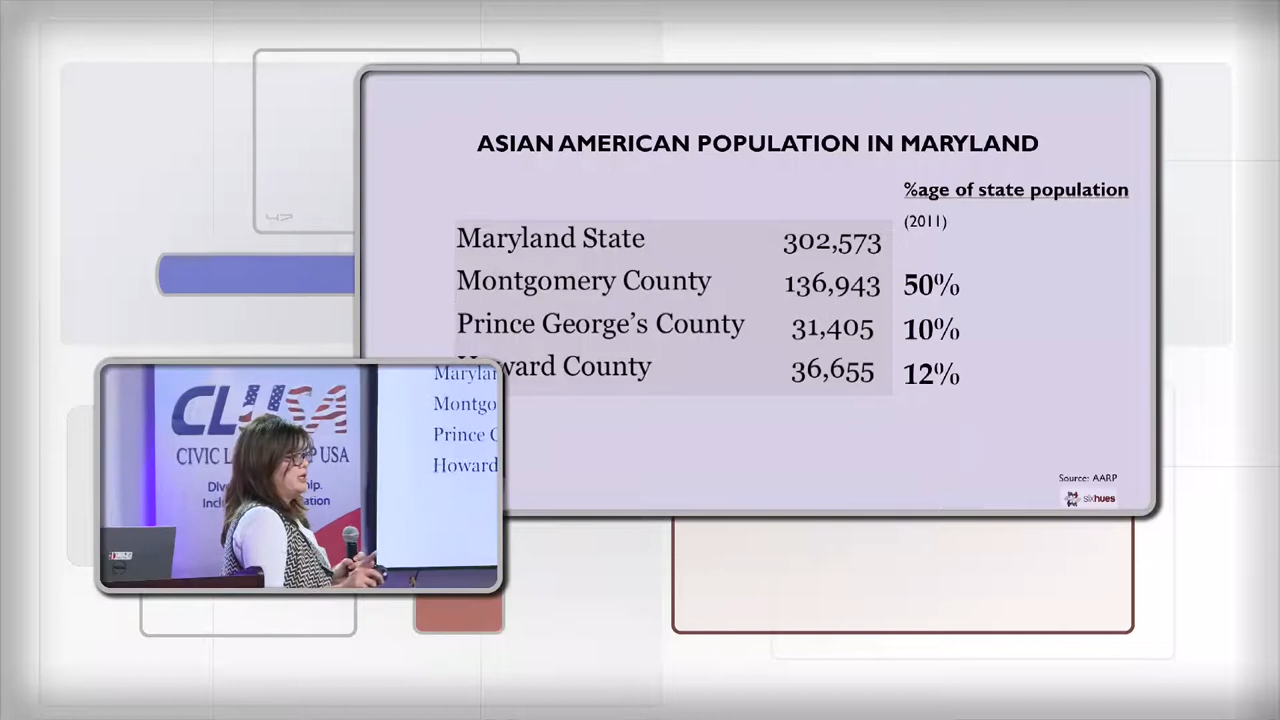 ASIAN AMERICAN POPULATION IN MARYLAND
%age of state population
(2011)
Maryland State 302,573
Montgomery County 136,943 50%
Prince George's County 31,405 10%
ward County 36,655 12%
Source: AARP
sixhues
47
CLUSA
CIVIC L USA
Maryla
Montgo
Prince
Howard